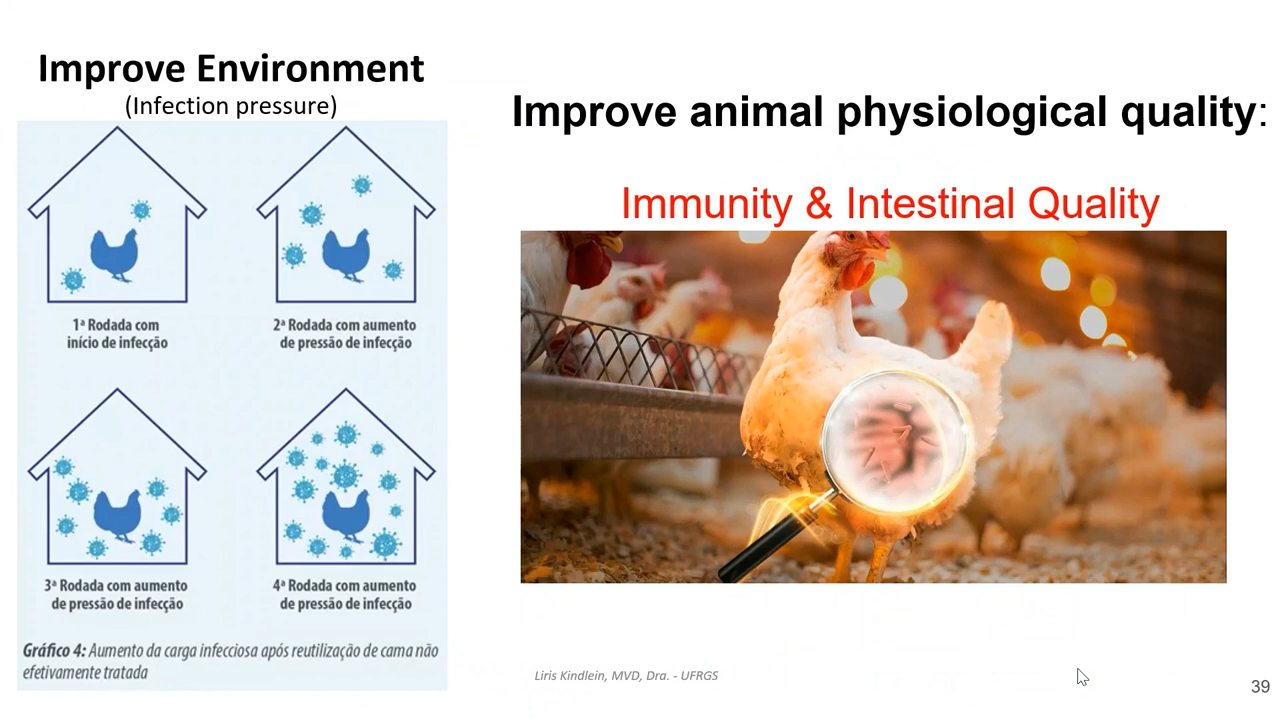 Improve Environment
(Infection pressure)
1ª Rodada com
início de infecção
2ª Rodada com aumento
de pressão de infecção
3ª Rodada com aumento
de pressão de infecção
4ª Rodada com aumento
de pressão de infecção
Gráfico 4: Aumento da carga infecciosa após reutilização de cama não
efetivamente tratada
Improve animal physiological quality:
Immunity & Intestinal Quality
Liris Kindlein, MVD, Dra. - UFRGS
39